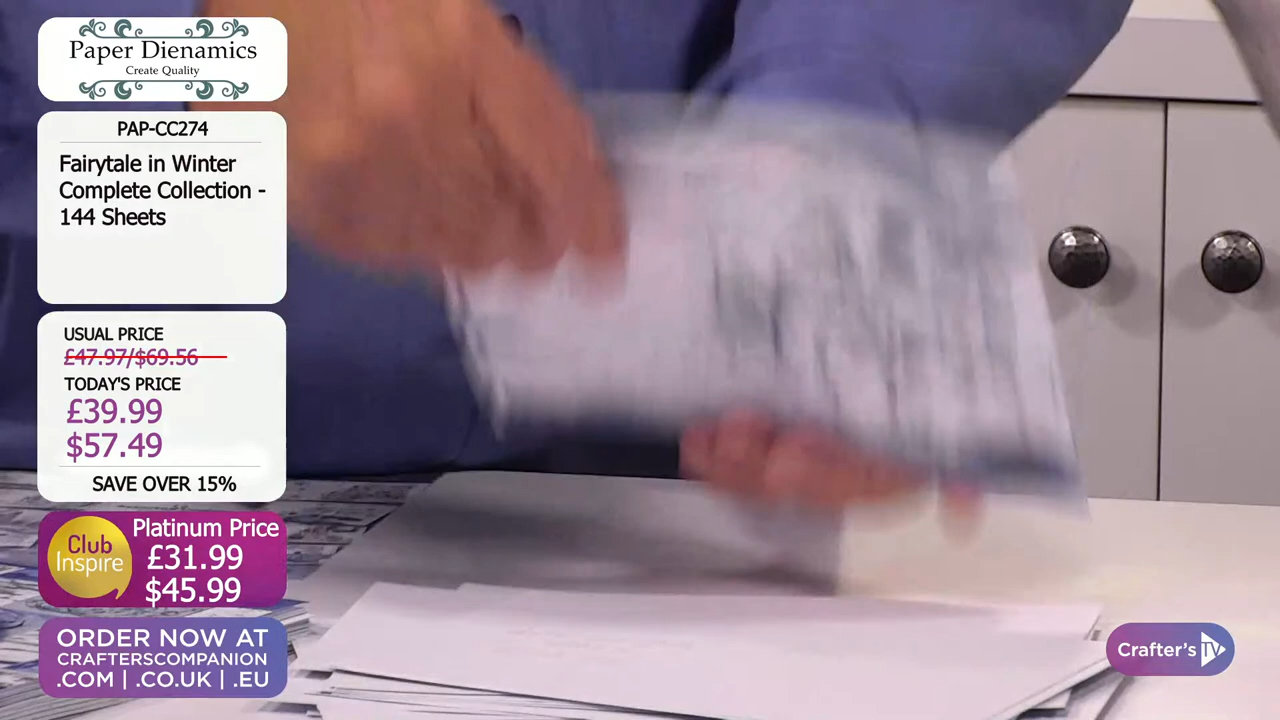 Paper Dienamics
Create Quality
PAP-CC274
Fairytale in Winter
Complete Collection -
144 Sheets
USUAL PRICE
£47.97/$69.56
TODAY'S PRICE
£39.99
$57.49
SAVE OVER 15%
Club
Inspire
Platinum Price
£31.99
$45.99
ORDER NOW AT
CRAFTERSCOMPANION
.COM | .CO.UK | .EU
Crafter's TV